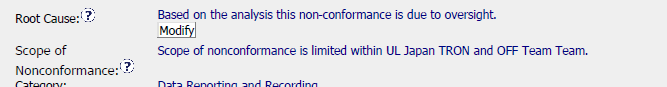 Root Cause: ? Based on the analysis this non-conformance is due to oversight.
Modify
Scope of Scope of nonconformance is limited within UL Japan TRON and OFF Team Team.
Nonconformance: ?
Category: Data Reporting and Recording